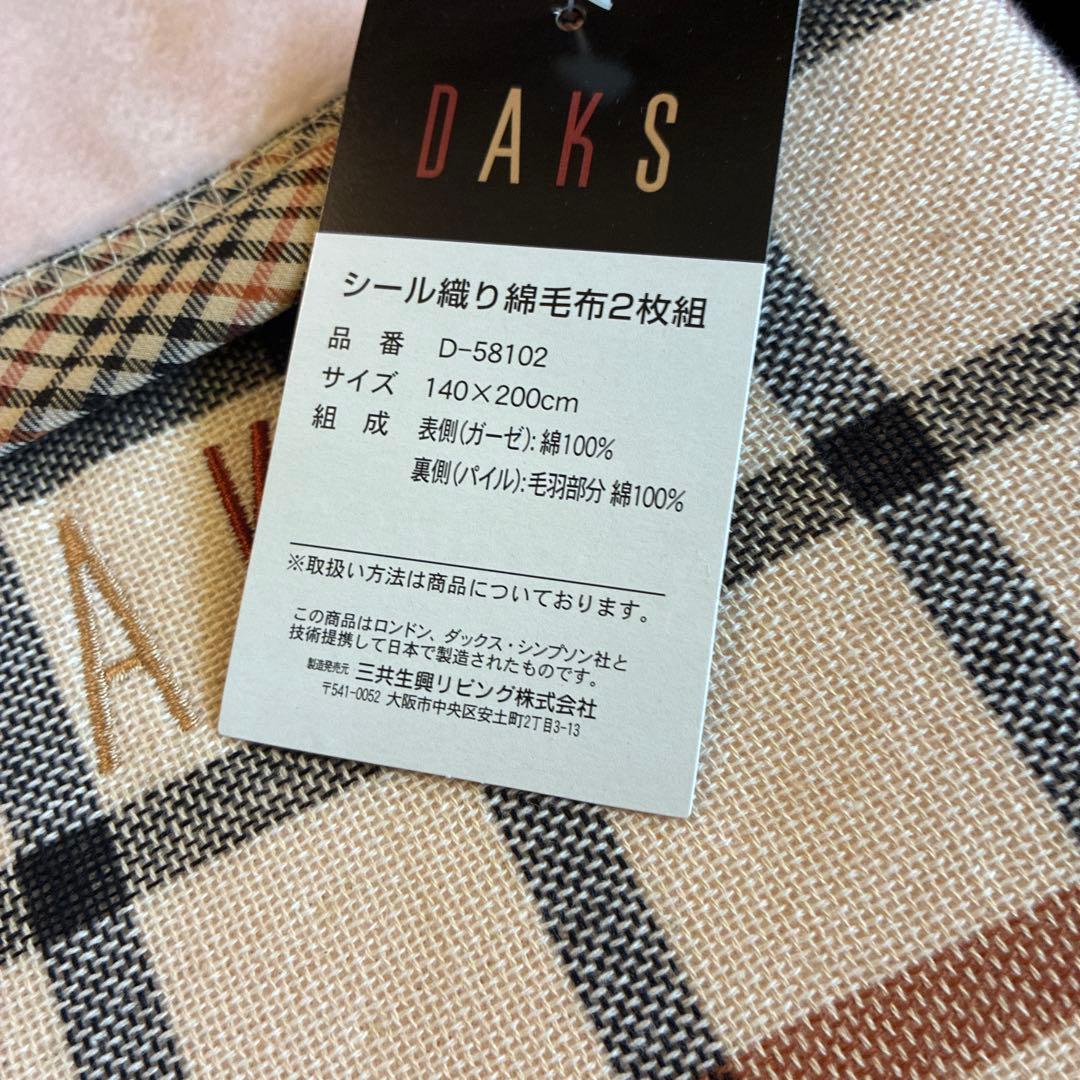 DAKS
シール織り綿毛布2枚組
品 番 D-58102
サイズ 140×200cm
組 成 表側(ガーゼ):綿100%
裏側(パイル):毛羽部分 綿100%
※取扱い方法は商品についております。
この商品はロンドン、ダックス・シンプソン社と
技術提携して日本で製造されたものです。
製造発売元 三共生興リビング株式会社
〒541-0052 大阪市中央区安土町2丁目3-13
A